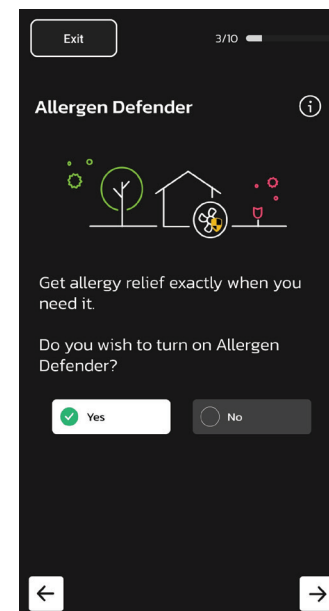 Exit
3/10
Allergen Defender
Get allergy relief exactly when you
need it.
Do you wish to turn on Allergen
Defender?
Yes
No